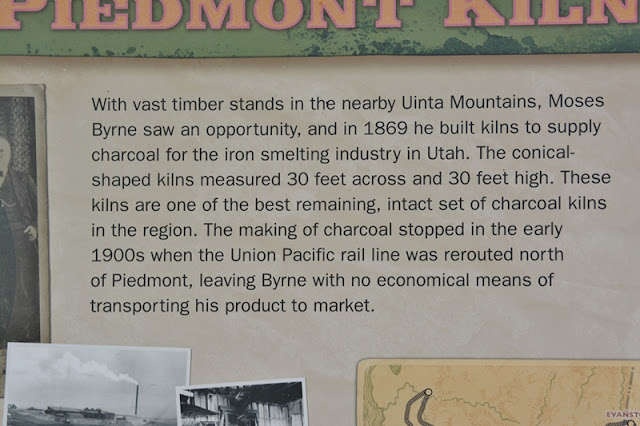 PIEDMONT KILN
With vast timber stands in the nearby Uinta Mountains, Moses
Byrne saw an opportunity, and in 1869 he built kilns to supply
charcoal for the iron smelting industry in Utah. The conical-
shaped kilns measured 30 feet across and 30 feet high. These
kilns are one of the best remaining, intact set of charcoal kilns
in the region. The making of charcoal stopped in the early
1900s when the Union Pacific rail line was rerouted north
of Piedmont, leaving Byrne with no economical means of
transporting his product to market.
EVANST